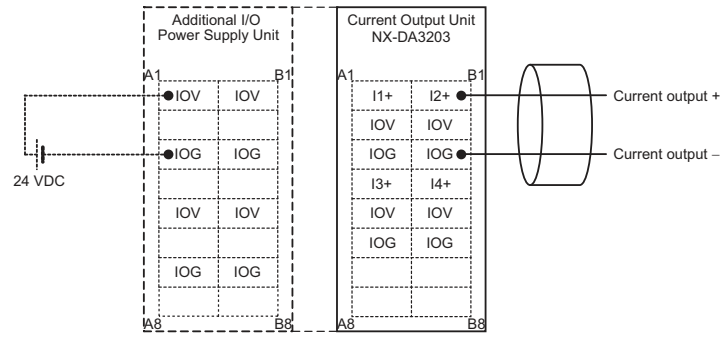 Additional I/O
Power Supply Unit
Current Output Unit
NX-DA3203
A1 B1 A1 B1
IOV IOV I1+ I2+ Current output +
IOV IOV
IOG IOG IOG IOG Current output –
24 VDC
I3+ I4+
IOV IOV IOV IOV
IOG IOG IOG IOG
A8 B8 A8 B8